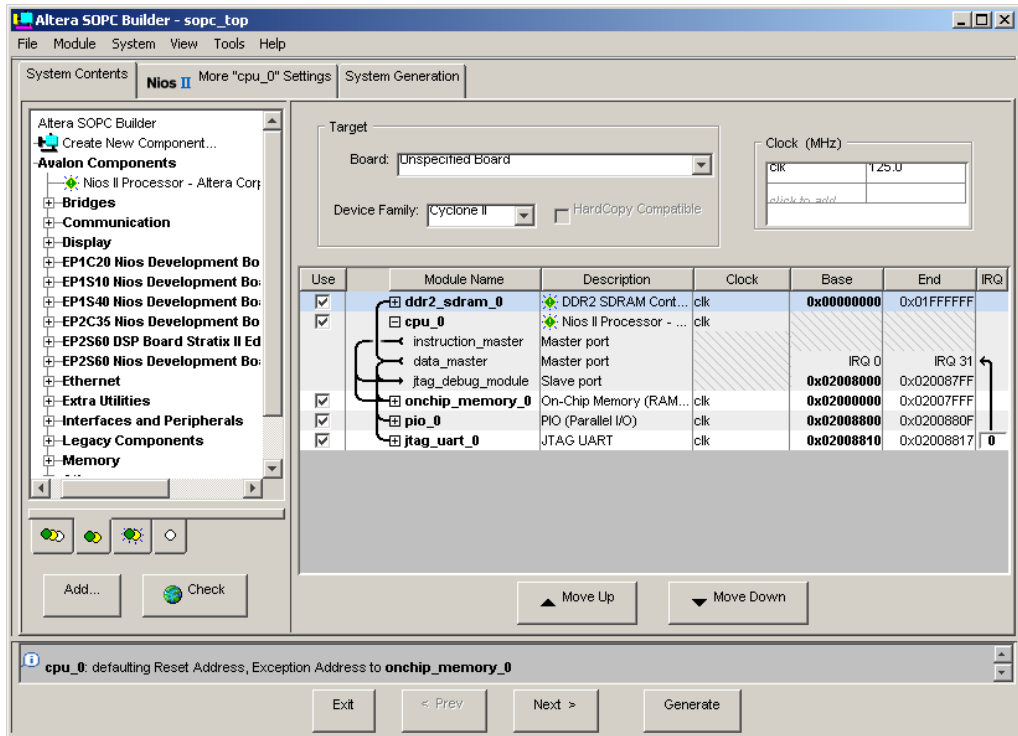 Altera SOPC Builder - sopc_top
File Module System View Tools Help
System Contents Nios II More "cpu_0" Settings System Generation
Altera SOPC Builder
Create New Component...
Avalon Components
Nios II Processor - Altera Corp
Bridges
Communication
Display
EP1C20 Nios Development Bo
EP1S10 Nios Development Bo
EP1S40 Nios Development Bo
EP2C35 Nios Development Bo
EP2S60 DSP Board Stratix II Ed
EP2S60 Nios Development Bo
Ethernet
Extra Utilities
Interfaces and Peripherals
Legacy Components
Memory
Add... Check
Target
Board: Unspecified Board
Device Family: Cyclone II HardCopy Compatible
Clock (MHz)
clk 125.0
click to add
Use Module Name Description Clock Base End IRQ
ddr2_sdram_0 DDR2 SDRAM Cont... clk 0x00000000 0x01FFFFFF
cpu_0 Nios II Processor - ... clk
instruction_master Master port
data_master Master port IRQ 0 IRQ 31
jtag_debug_module Slave port 0x02008000 0x020087FF
onchip_memory_0 On-Chip Memory (RAM... clk 0x02000000 0x02007FFF
pio_0 PIO (Parallel I/O) clk 0x02008800 0x0200880F
jtag_uart_0 JTAG UART clk 0x02008810 0x02008817 0
Move Up Move Down
cpu_0: defaulting Reset Address, Exception Address to onchip_memory_0
Exit < Prev Next > Generate